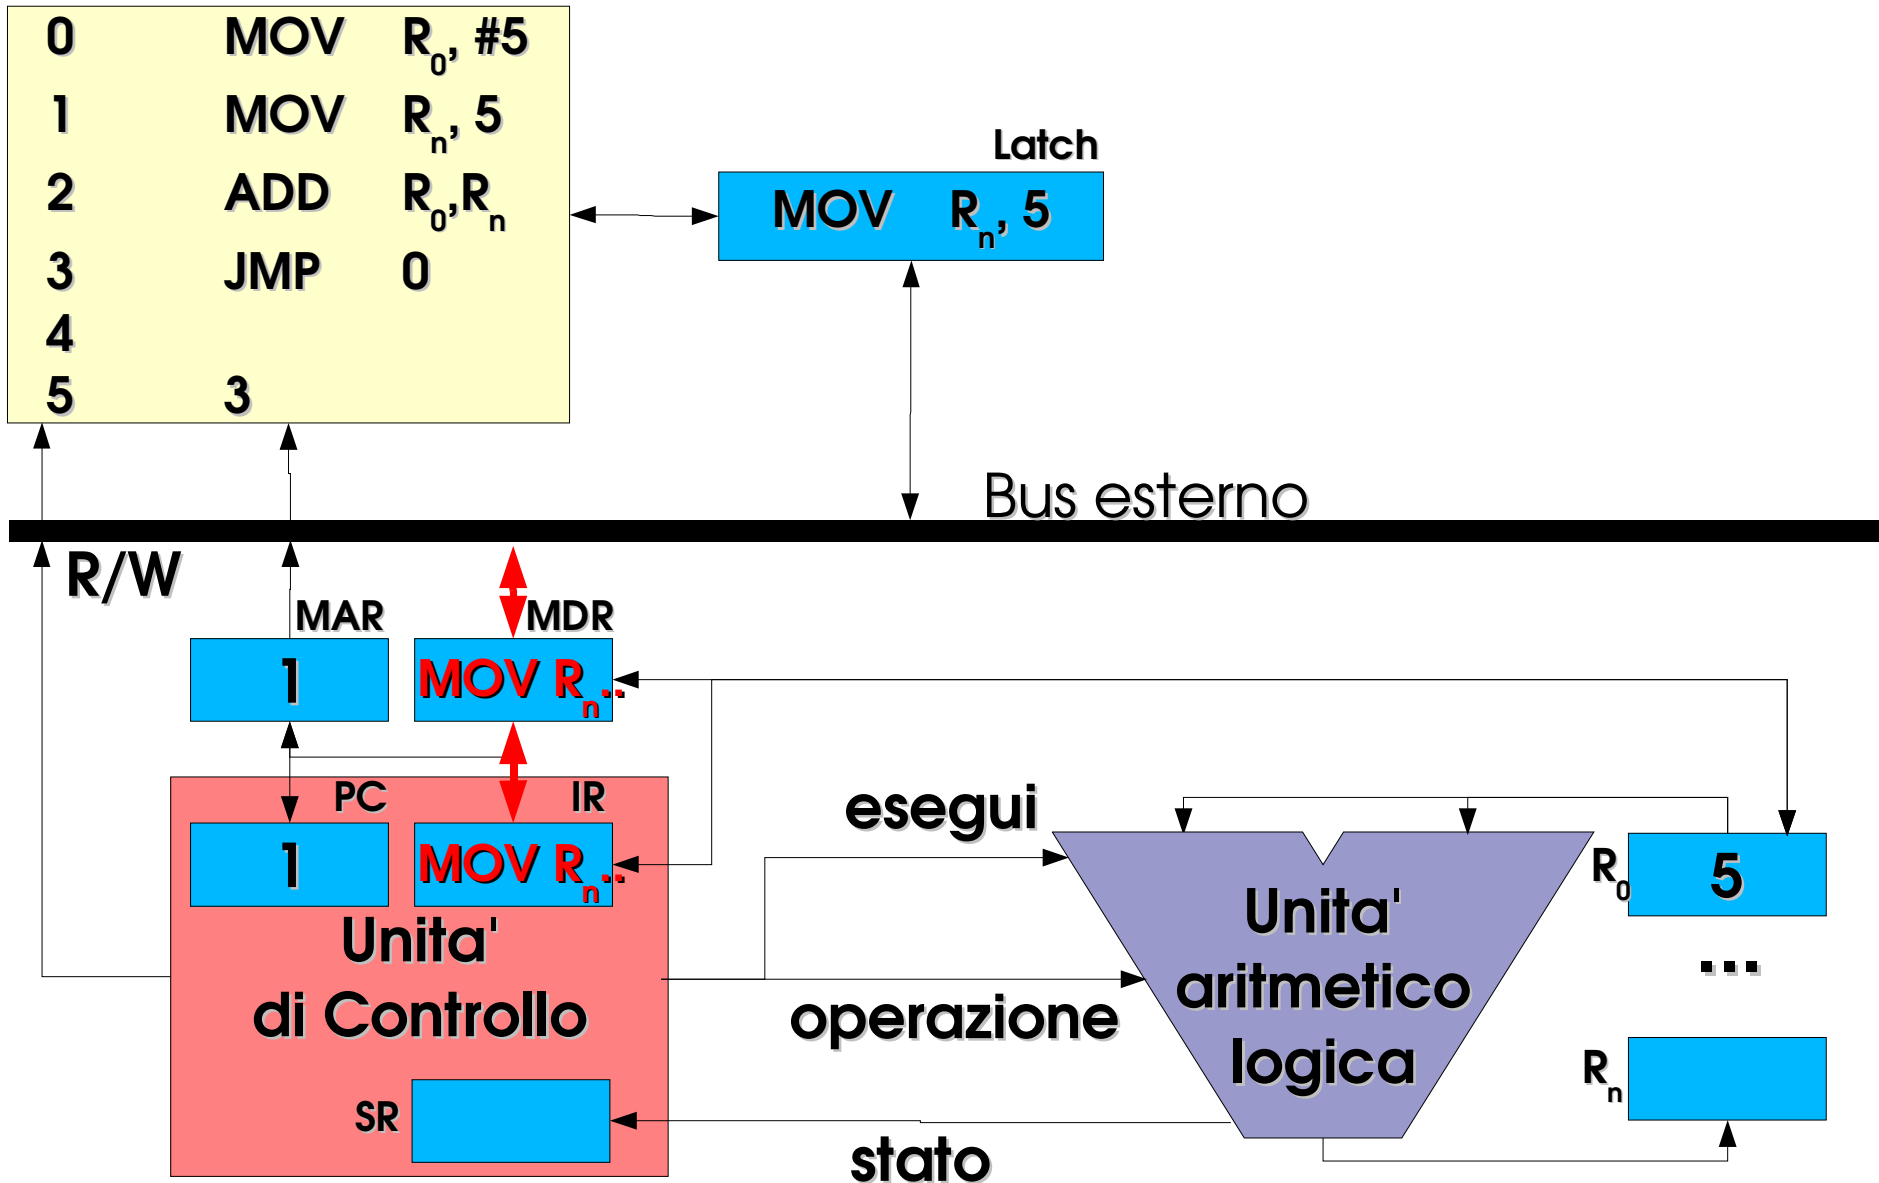 0 MOV R0, #5
1 MOV Rn, 5
2 ADD R0,Rn
3 JMP 0
4
5 3
Latch
MOV Rn, 5
Bus esterno
R/W
MAR
MDR
1
MOV Rn..
PC
IR
1
MOV Rn..
Unita'
di Controllo
SR
esegui
operazione
stato
Unita'
aritmetico
logica
R0
5
...
Rn